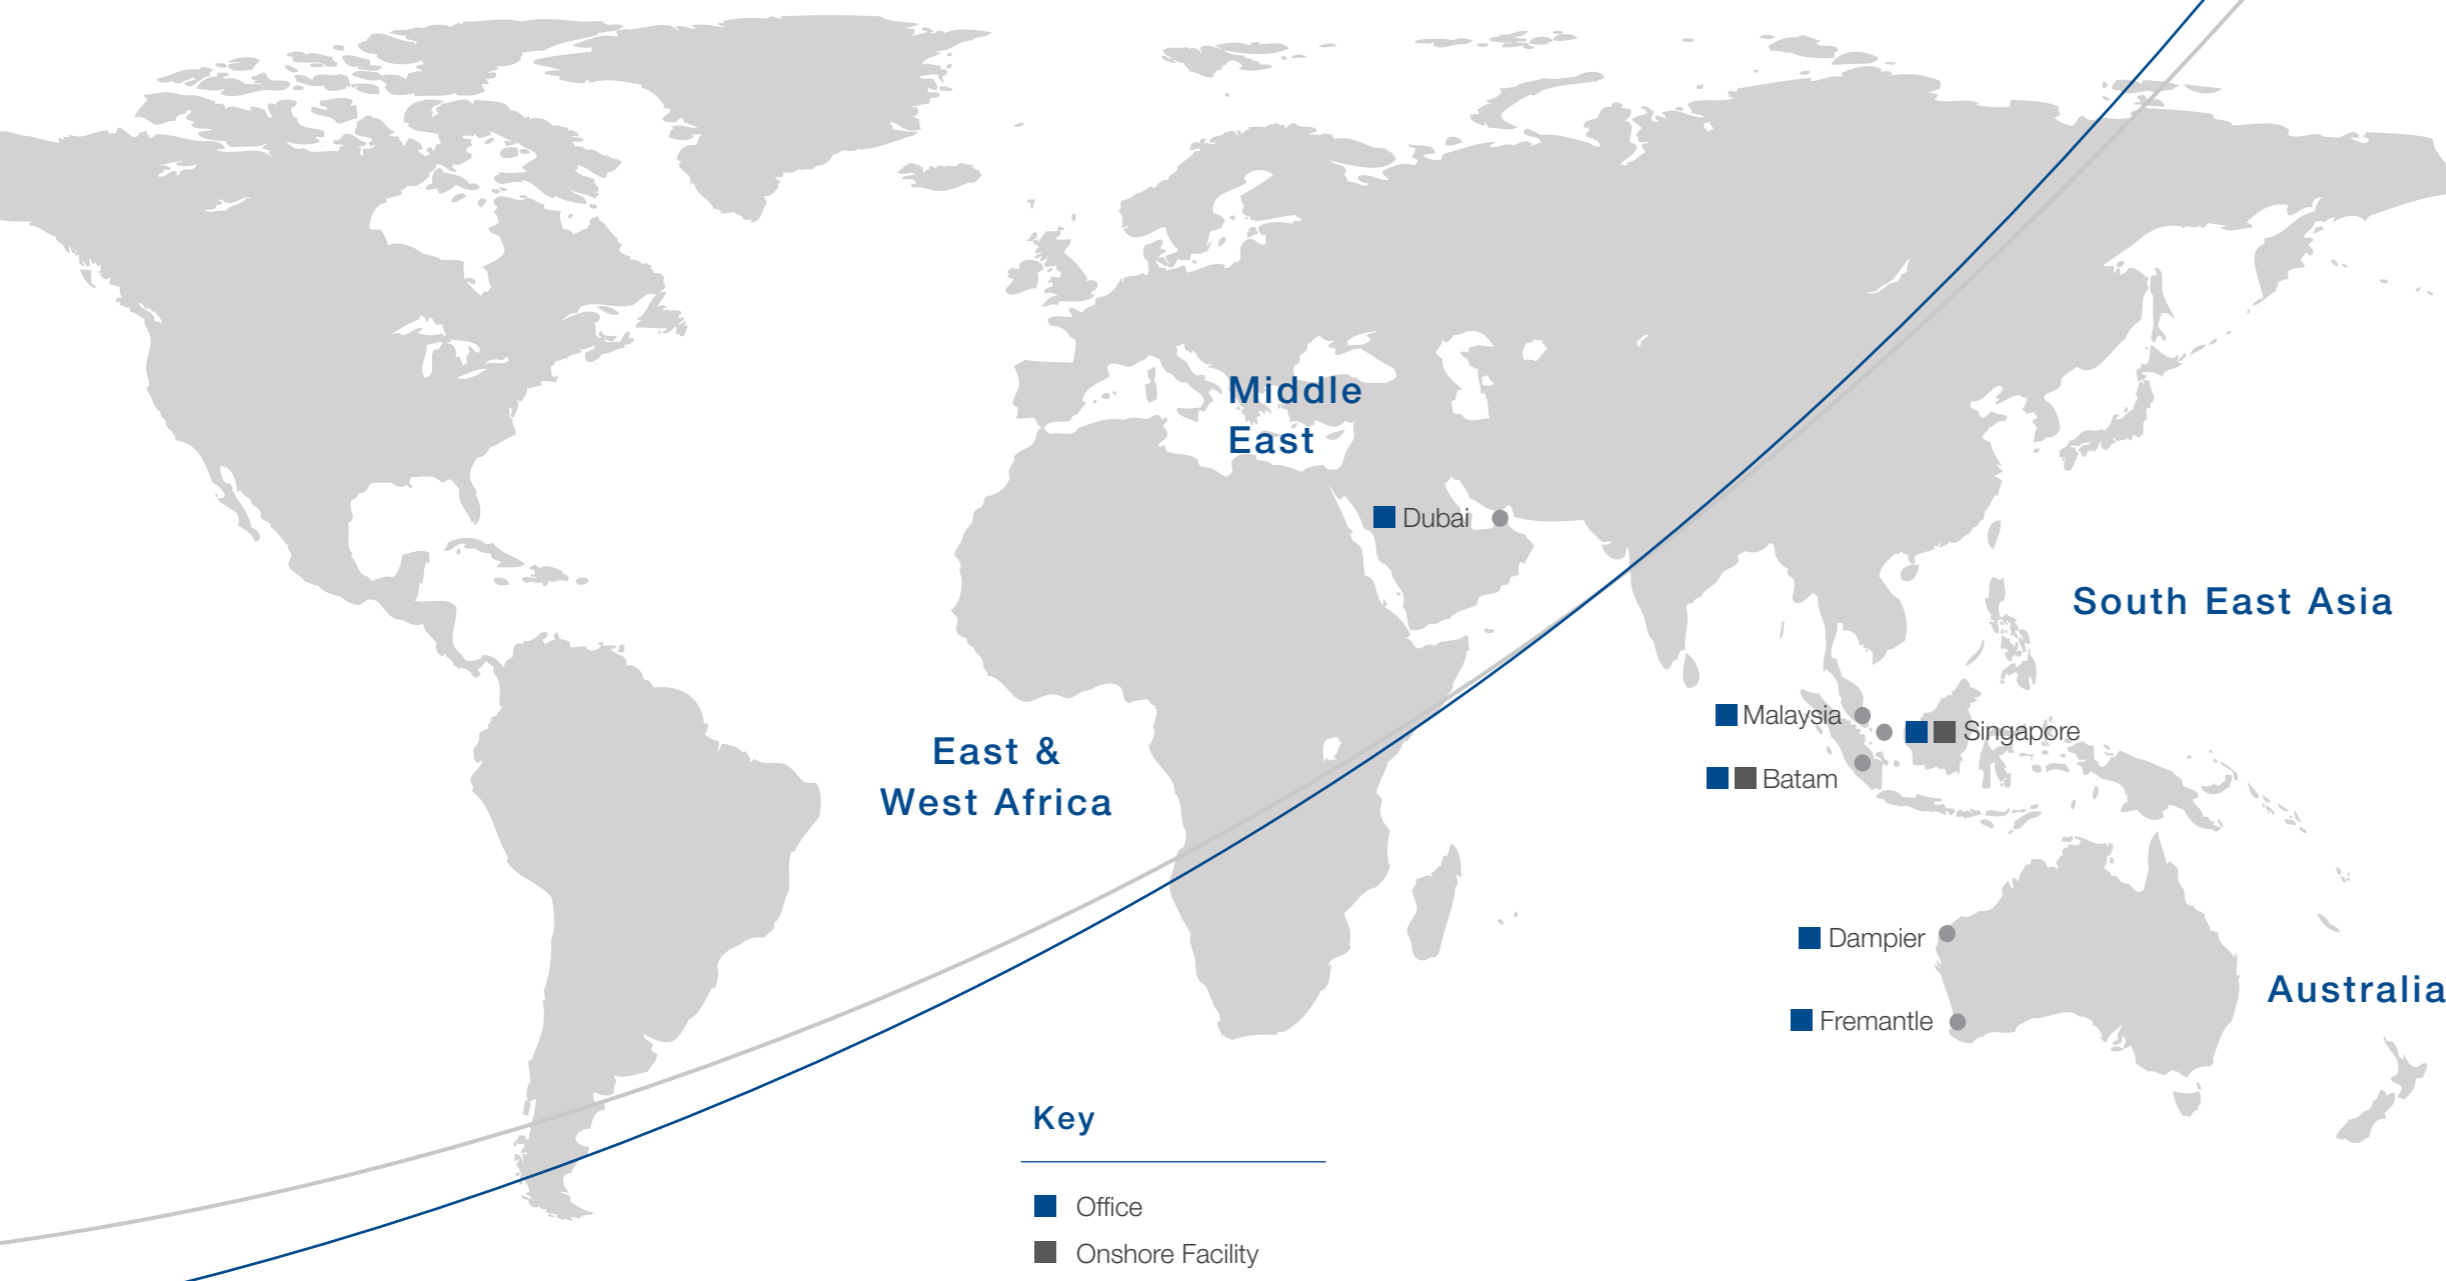 Middle
East
Dubai
South East Asia
Malaysia
Singapore
East &
West Africa
Batam
Dampier
Australia
Fremantle
Key
Office
Onshore Facility